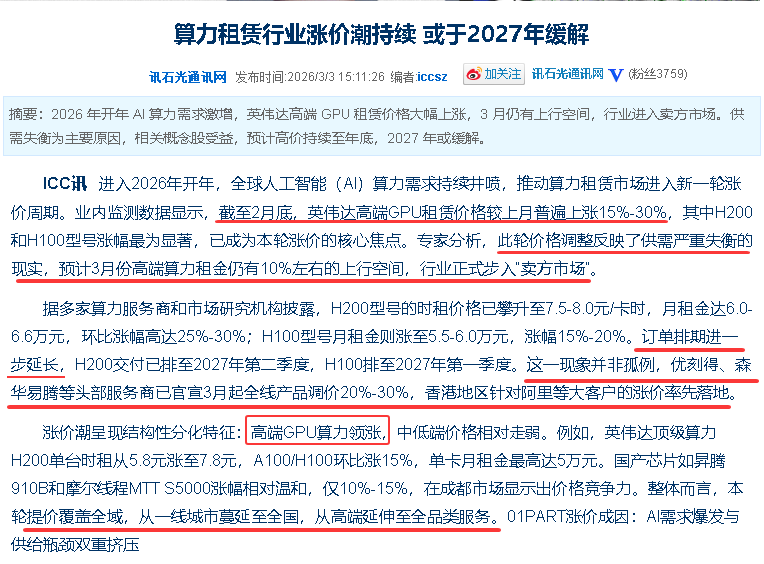 算力租赁行业涨价潮持续 或于2027年缓解
讯石光通讯网 发布时间:2026/3/3 15:11:26 编者:iccsz 加关注 讯石光通讯网 V (粉丝3759)
摘要：2026 年开年 AI 算力需求激增，英伟达高端 GPU 租赁价格大幅上涨，3 月仍有上行空间，行业进入卖方市场。供
需失衡为主要原因，相关概念股受益，预计高价持续至年底，2027 年或缓解。
ICC讯 进入2026年开年，全球人工智能（AI）算力需求持续井喷，推动算力租赁市场进入新一轮涨
价周期。业内监测数据显示，截至2月底，英伟达高端GPU租赁价格较上月普遍上涨15%-30%，其中H200
和H100型号涨幅最为显著，已成为本轮涨价的核心焦点。专家分析，此轮价格调整反映了供需严重失衡的
现实，预计3月份高端算力租金仍有10%左右的上行空间，行业正式步入“卖方市场”。
据多家算力服务商和市场研究机构披露，H200型号的时租价格已攀升至7.5-8.0元/卡时，月租金达6.0-
6.6万元，环比涨幅高达25%-30%；H100型号月租金则涨至5.5-6.0万元，涨幅15%-20%。订单排期进一
步延长，H200交付已排至2027年第二季度，H100排至2027年第一季度。这一现象并非孤例，优刻得、森
华易腾等头部服务商已官宣3月起全线产品调价20%-30%，香港地区针对阿里等大客户的涨价率先落地。
涨价潮呈现结构性分化特征：高端GPU算力领涨，中低端价格相对走弱。例如，英伟达顶级算力
H200单台时租从5.8元涨至7.8元，A100/H100环比涨15%，单卡月租金最高达5万元。国产芯片如昇腾
910B和摩尔线程MTT S5000涨幅相对温和，仅10%-15%，在成都市场显示出价格竞争力。整体而言，本
轮提价覆盖全域，从一线城市蔓延至全国，从高端延伸至全品类服务。01PART涨价成因：AI需求爆发与
供给瓶颈双重挤压